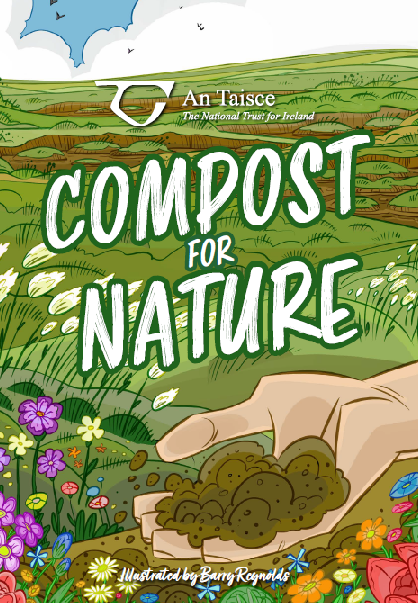 An Taisce
The National Trust for Ireland
COMPOST
FOR
NATURE
Illustrated by Barry Reynolds